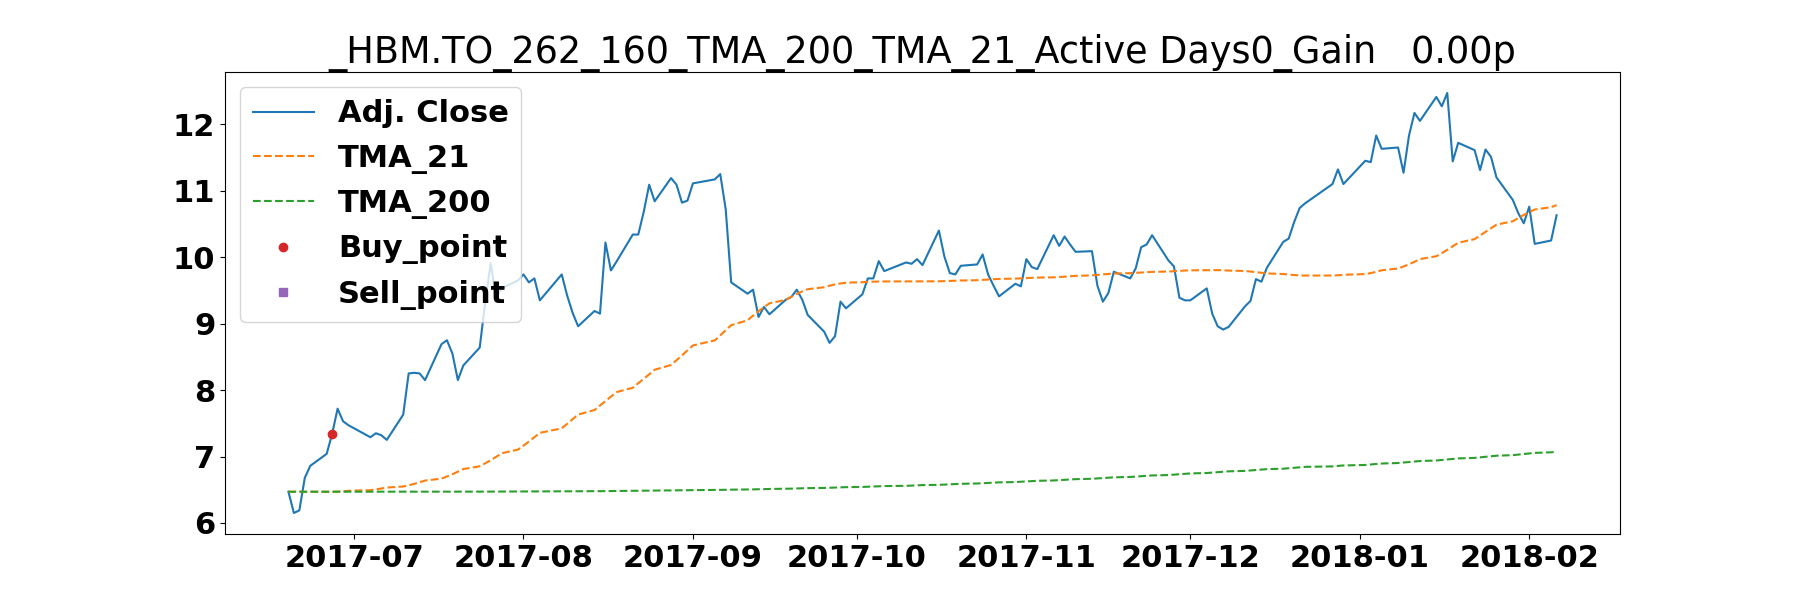 _HBM.TO_262_160_TMA_200_TMA_21_Active Days0_Gain   0.00p
Adj. Close
TMA_21
TMA_200
Buy_point
Sell_point
12
11
10
9
8
7
6
2017-07 2017-08 2017-09 2017-10 2017-11 2017-12 2018-01 2018-02